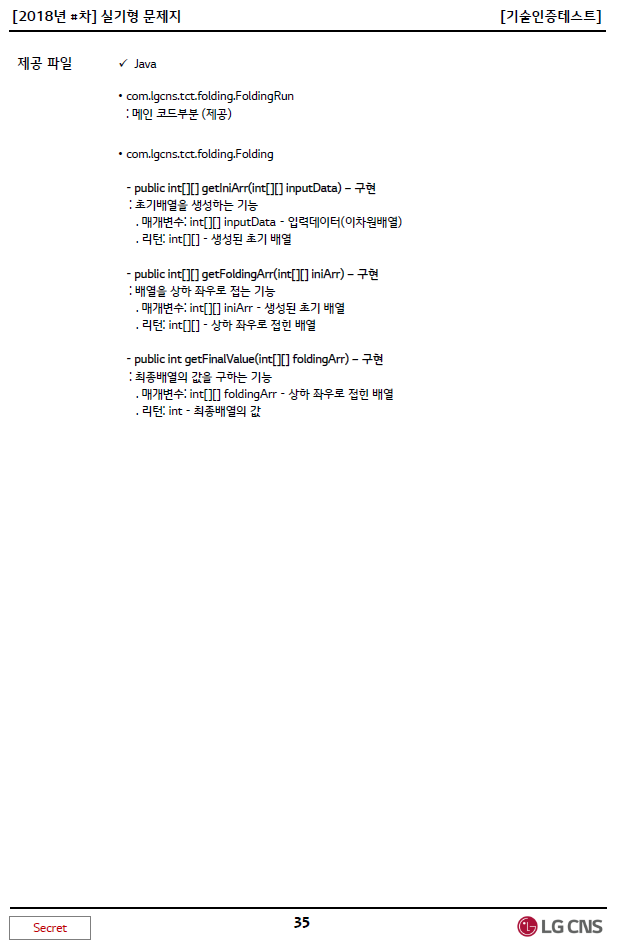 [2018년 #차] 실기형 문제지 [기술인증테스트]
제공 파일 ✓ Java
• com.lgcns.tct.folding.FoldingRun
: 메인 코드부분 (제공)
• com.lgcns.tct.folding.Folding
- public int[][] getIniArr(int[][] inputData) – 구현
: 초기배열을 생성하는 기능
. 매개변수: int[][] inputData - 입력데이터(이차원배열)
. 리턴: int[][] - 생성된 초기 배열
- public int[][] getFoldingArr(int[][] iniArr) – 구현
: 배열을 상하 좌우로 접는 기능
. 매개변수: int[][] iniArr - 생성된 초기 배열
. 리턴: int[][] - 상하 좌우로 접힌 배열
- public int getFinalValue(int[][] foldingArr) – 구현
: 최종배열의 값을 구하는 기능
. 매개변수: int[][] foldingArr - 상하 좌우로 접힌 배열
. 리턴: int - 최종배열의 값
Secret 35 LG CNS